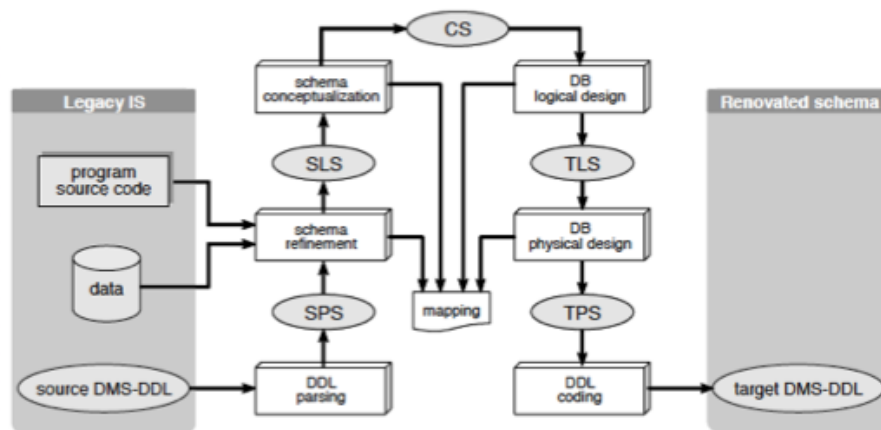 CS
schema
conceptualization
DB
logical design
Legacy IS
Renovated schema
SLS
TLS
program
source code
schema
refinement
DB
physical design
data
mapping
SPS
TPS
source DMS-DDL
DDL
parsing
DDL
coding
target DMS-DDL